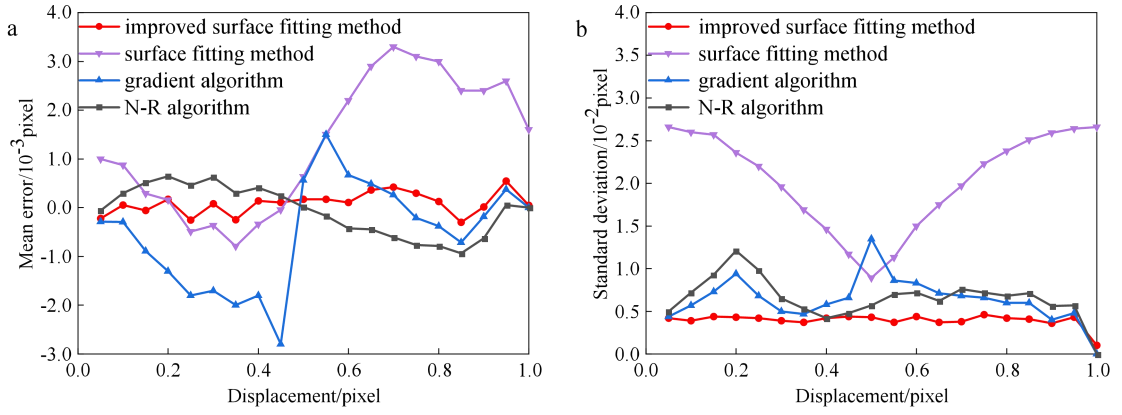 a
improved surface fitting method
surface fitting method
gradient algorithm
N-R algorithm
4.0
3.0
2.0
1.0
0.0
-1.0
-2.0
-3.0
Mean error/10⁻³pixel
0.0
0.2
0.4
0.6
0.8
1.0
Displacement/pixel
b
improved surface fitting method
surface fitting method
gradient algorithm
N-R algorithm
4.0
3.5
3.0
2.5
2.0
1.5
1.0
0.5
0.0
Standard deviation/10⁻²pixel
0.0
0.2
0.4
0.6
0.8
1.0
Displacement/pixel